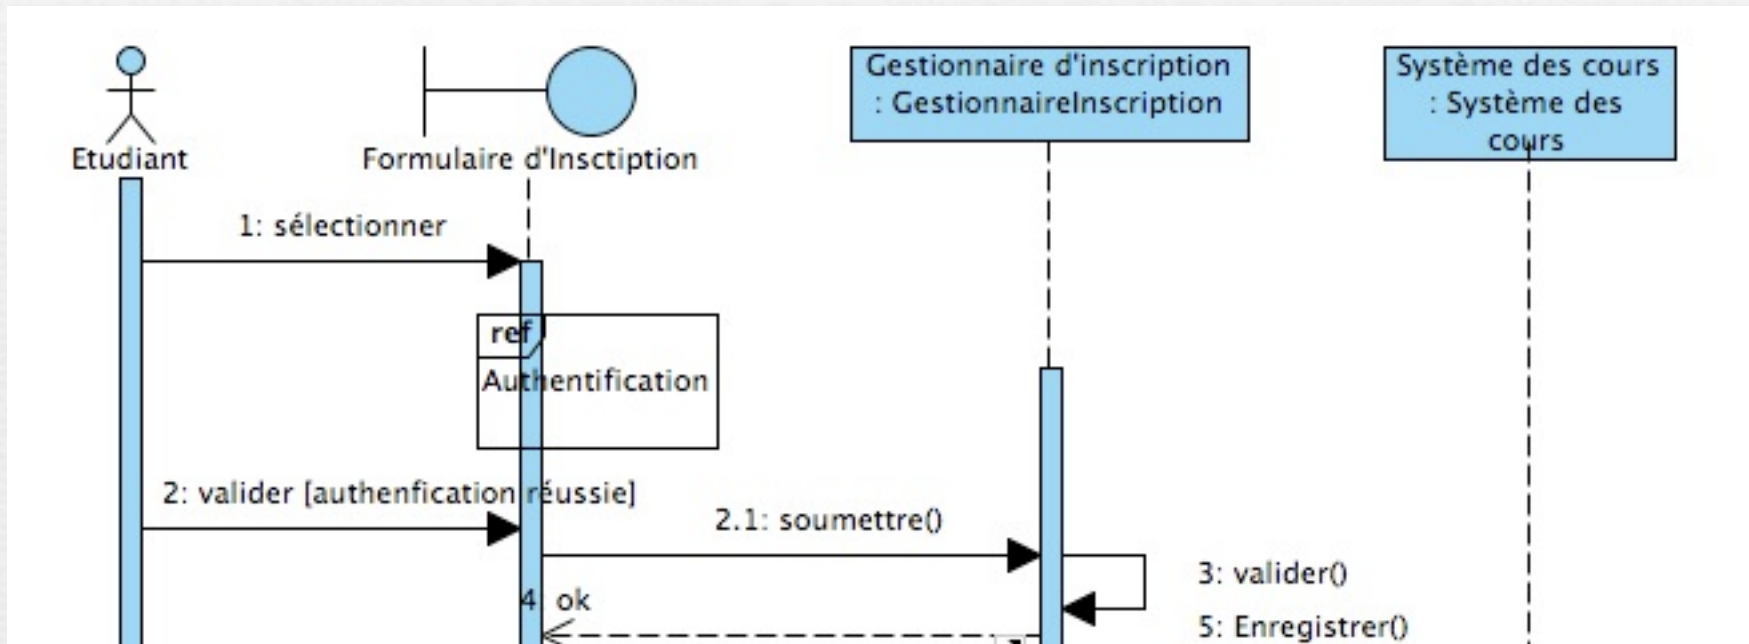 Gestionnaire d'inscription
: GestionnaireInscription
Système des cours
: Système des
cours
Etudiant
Formulaire d'Insctiption
1: sélectionner
ref
Authentification
2: valider [authenfication réussie]
2.1: soumettre()
3: valider()
4 ok
5: Enregistrer()